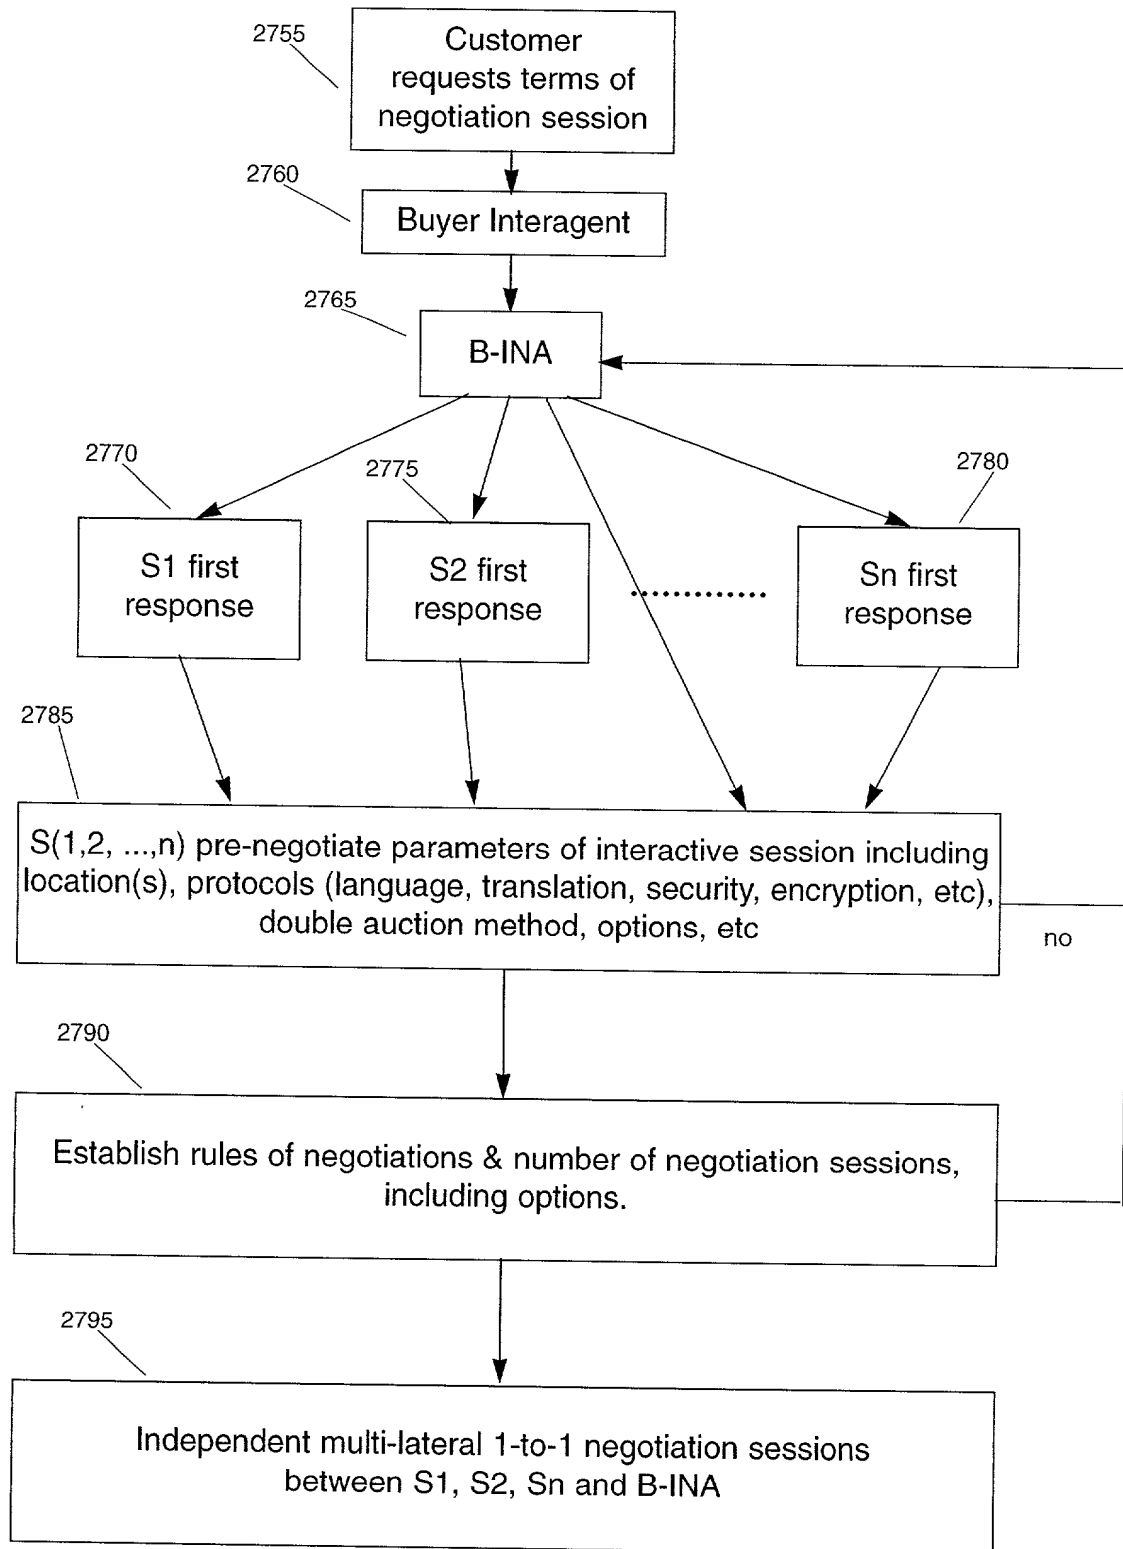 2755
Customer
requests terms of
negotiation session
2760
Buyer Interagent
2765
B-INA
2770
2775
2780
S1 first
response
S2 first
response
............
Sn first
response
2785
S(1,2, ...,n) pre-negotiate parameters of interactive session including
location(s), protocols (language, translation, security, encryption, etc),
double auction method, options, etc
no
2790
Establish rules of negotiations & number of negotiation sessions,
including options.
2795
Independent multi-lateral 1-to-1 negotiation sessions
between S1, S2, Sn and B-INA